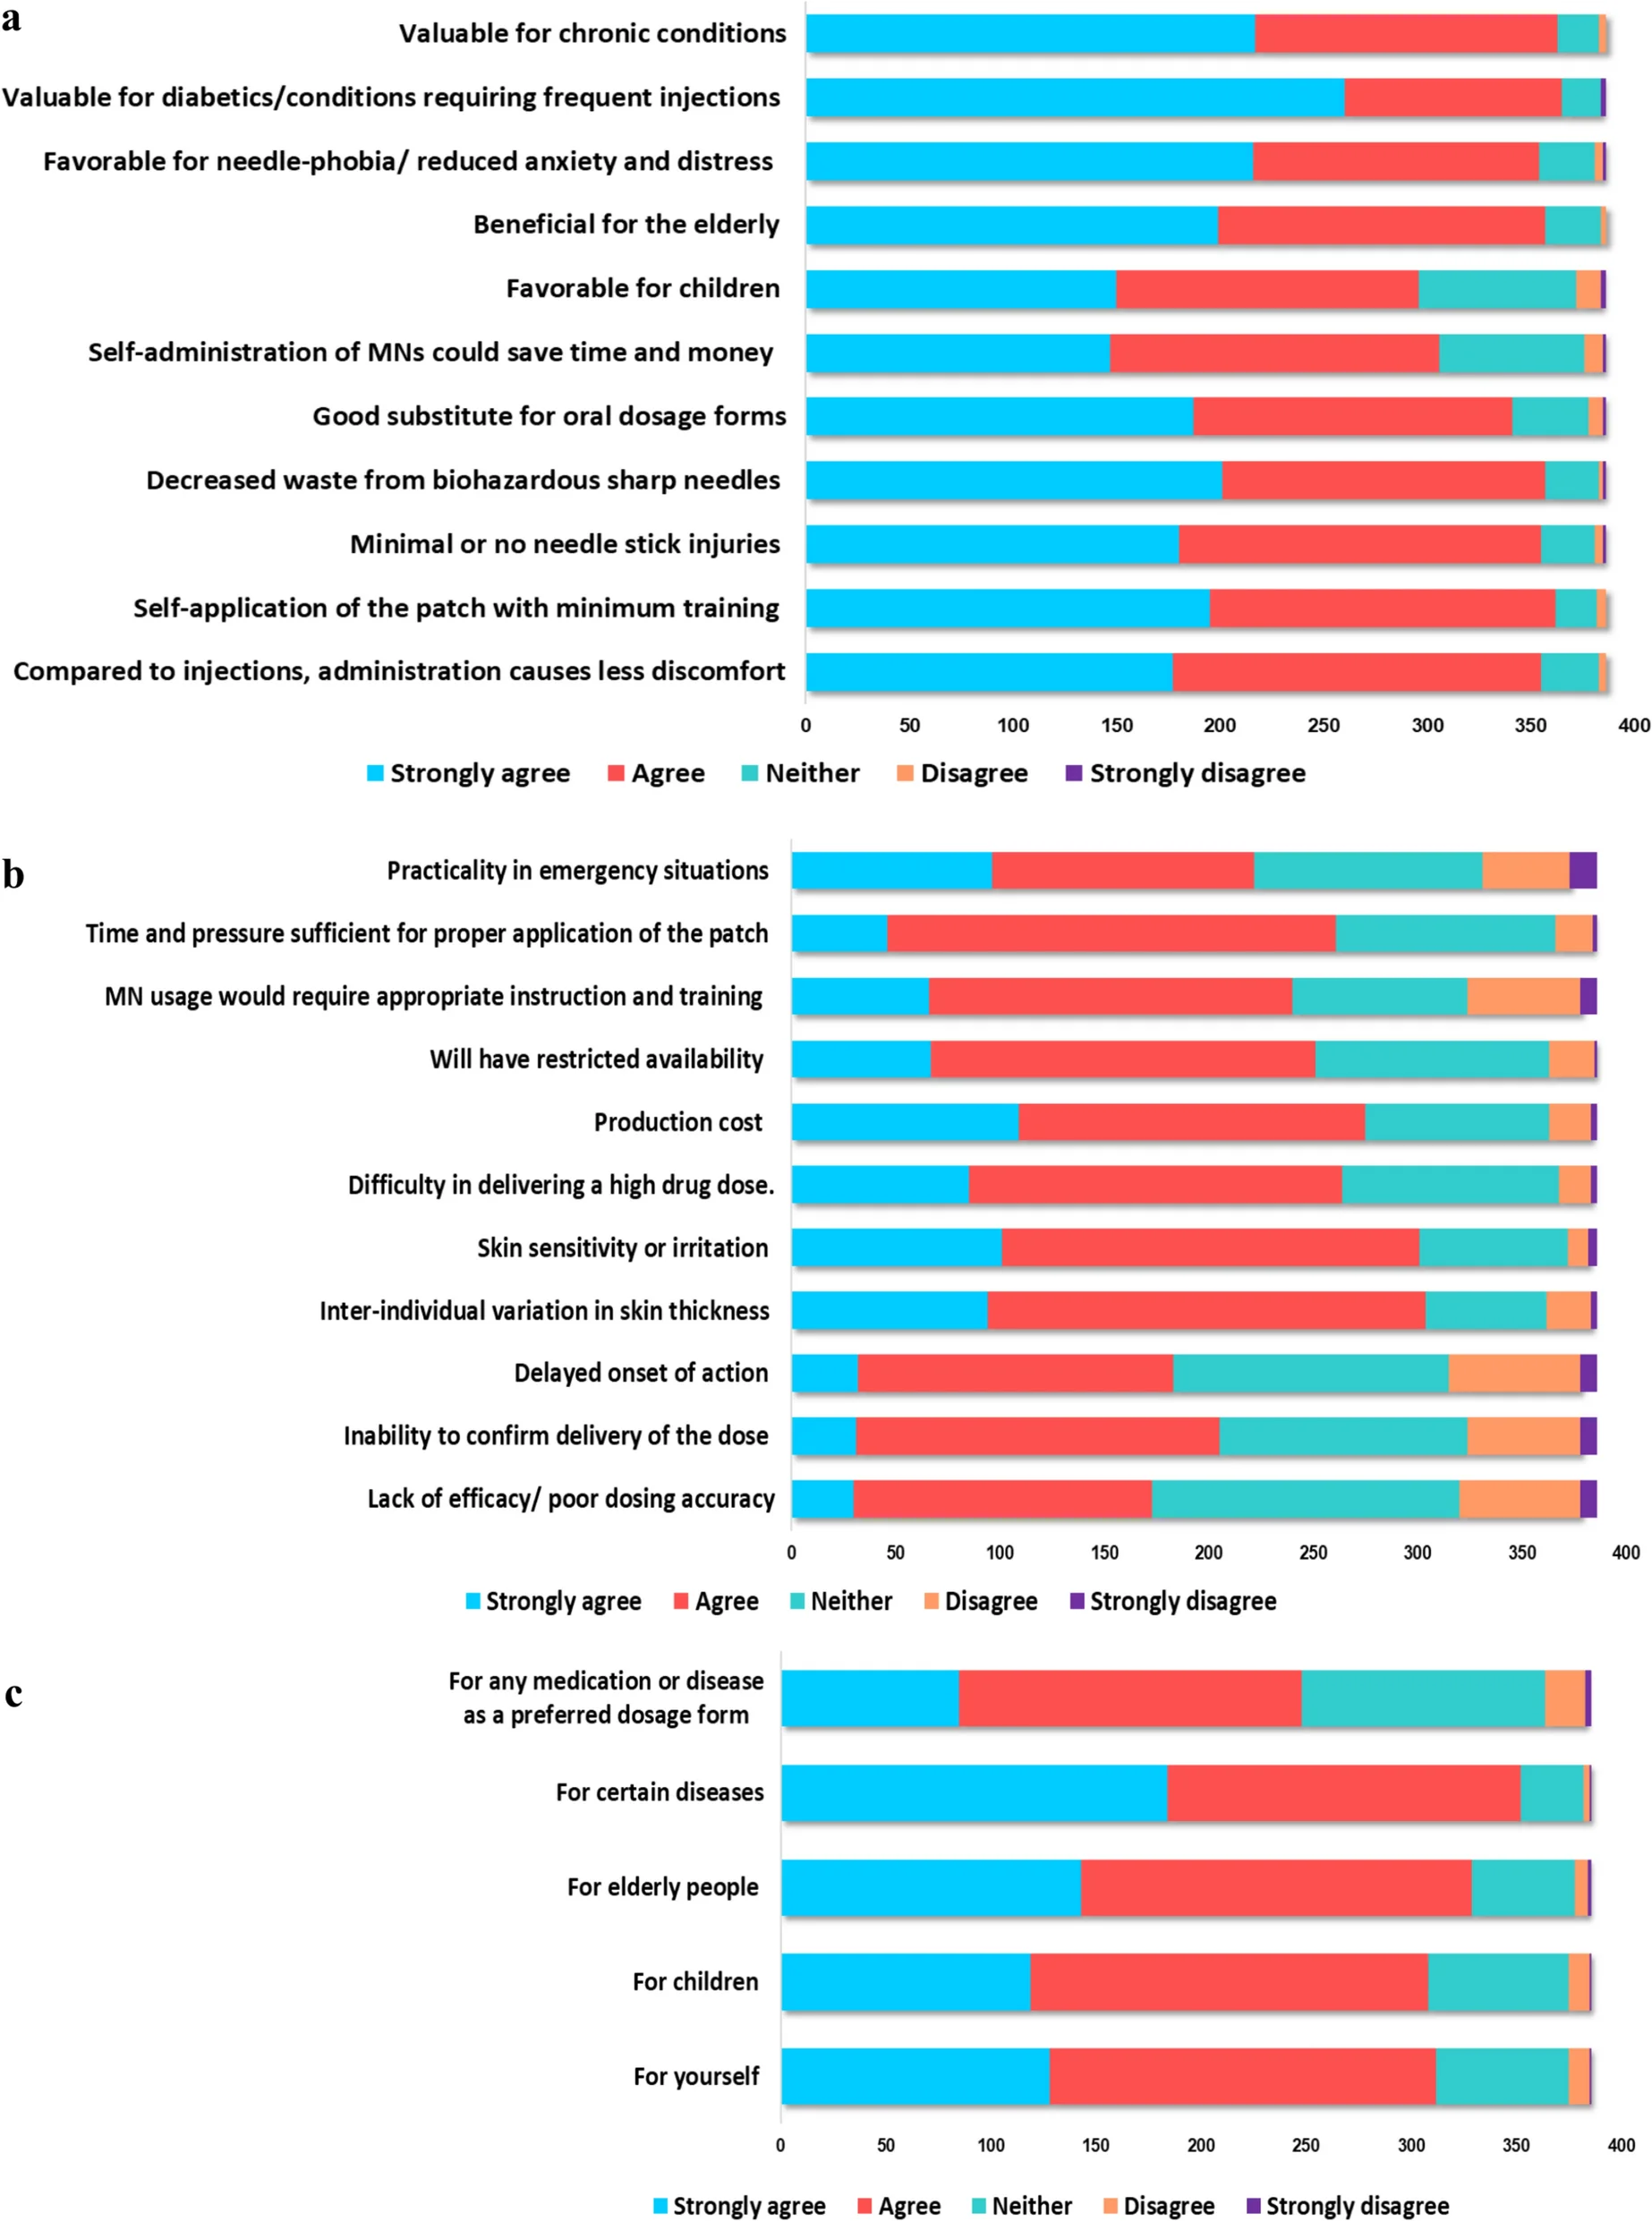 a
Valuable for chronic conditions
Valuable for diabetics/conditions requiring frequent injections
Favorable for needle-phobia/ reduced anxiety and distress
Beneficial for the elderly
Favorable for children
Self-administration of MNs could save time and money
Good substitute for oral dosage forms
Decreased waste from biohazardous sharp needles
Minimal or no needle stick injuries
Self-application of the patch with minimum training
Compared to injections, administration causes less discomfort
0 50 100 150 200 250 300 350 400
Strongly agree Agree Neither Disagree Strongly disagree
b
Practicality in emergency situations
Time and pressure sufficient for proper application of the patch
MN usage would require appropriate instruction and training
Will have restricted availability
Production cost
Difficulty in delivering a high drug dose.
Skin sensitivity or irritation
Inter-individual variation in skin thickness
Delayed onset of action
Inability to confirm delivery of the dose
Lack of efficacy/ poor dosing accuracy
0 50 100 150 200 250 300 350 400
Strongly agree Agree Neither Disagree Strongly disagree
c
For any medication or disease
as a preferred dosage form
For certain diseases
For elderly people
For children
For yourself
0 50 100 150 200 250 300 350 400
Strongly agree Agree Neither Disagree Strongly disagree